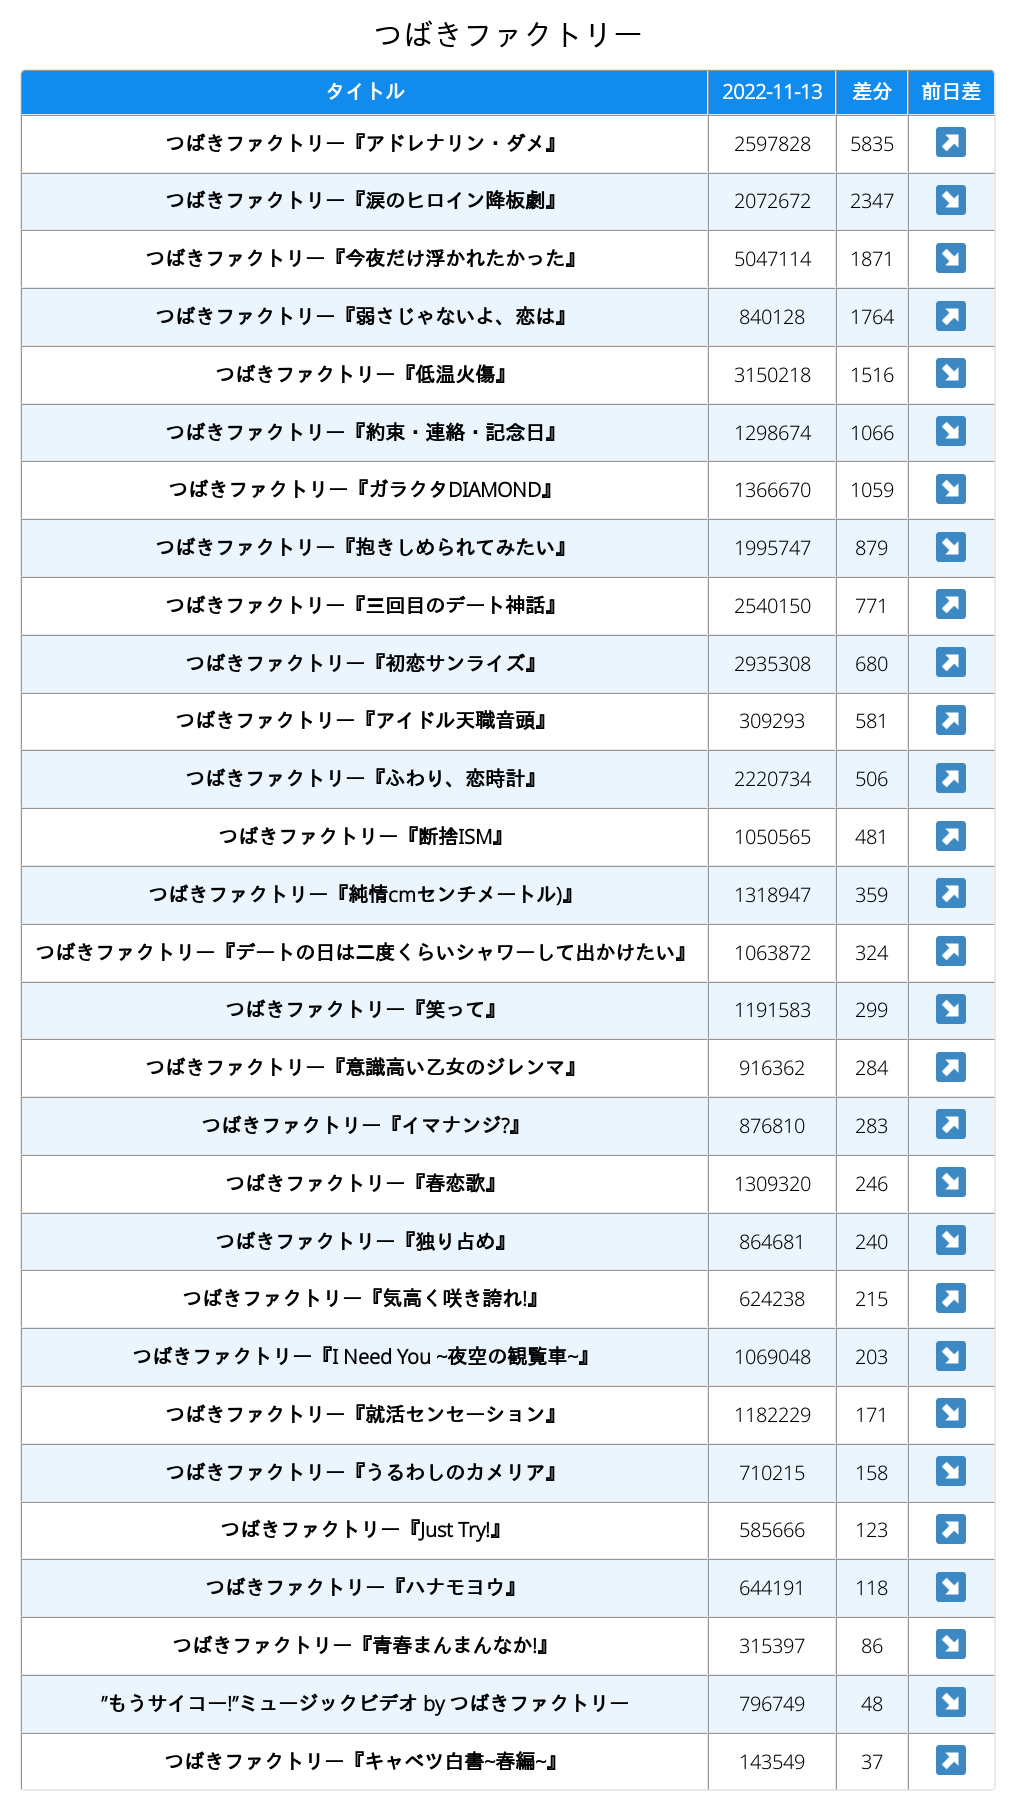 つばきファクトリー
タイトル 2022-11-13 差分 前日差
つばきファクトリー『アドレナリン・ダメ』 2597828 5835 ↗
つばきファクトリー『涙のヒロイン降板劇』 2072672 2347 ↘
つばきファクトリー『今夜だけ浮かれたかった』 5047114 1871 ↘
つばきファクトリー『弱さじゃないよ、恋は』 840128 1764 ↗
つばきファクトリー『低温火傷』 3150218 1516 ↘
つばきファクトリー『約束・連絡・記念日』 1298674 1066 ↘
つばきファクトリー『ガラクタDIAMOND』 1366670 1059 ↘
つばきファクトリー『抱きしめられてみたい』 1995747 879 ↘
つばきファクトリー『三回目のデート神話』 2540150 771 ↗
つばきファクトリー『初恋サンライズ』 2935308 680 ↗
つばきファクトリー『アイドル天職音頭』 309293 581 ↗
つばきファクトリー『ふわり、恋時計』 2220734 506 ↗
つばきファクトリー『断捨ISM』 1050565 481 ↗
つばきファクトリー『純情cmセンチメートル)』 1318947 359 ↗
つばきファクトリー『デートの日は二度くらいシャワーして出かけたい』 1063872 324 ↗
つばきファクトリー『笑って』 1191583 299 ↘
つばきファクトリー『意識高い乙女のジレンマ』 916362 284 ↗
つばきファクトリー『イマナンジ?』 876810 283 ↗
つばきファクトリー『春恋歌』 1309320 246 ↘
つばきファクトリー『独り占め』 864681 240 ↘
つばきファクトリー『気高く咲き誇れ!』 624238 215 ↗
つばきファクトリー『I Need You ~夜空の観覧車~』 1069048 203 ↘
つばきファクトリー『就活センセーション』 1182229 171 ↘
つばきファクトリー『うるわしのカメリア』 710215 158 ↘
つばきファクトリー『Just Try!』 585666 123 ↗
つばきファクトリー『ハナモヨウ』 644191 118 ↘
つばきファクトリー『青春まんまんなか!』 315397 86 ↘
”もうサイコー!”ミュージックビデオ by つばきファクトリー 796749 48 ↘
つばきファクトリー『キャベツ白書~春編~』 143549 37 ↗